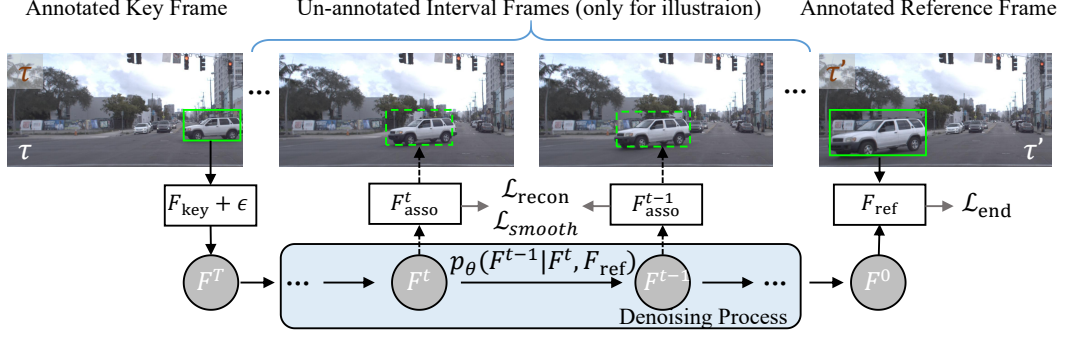 Annotated Key Frame
Un-annotated Interval Frames (only for illustraion)
Annotated Reference Frame
τ
τ
...
...
τ'
τ'
F_key + ϵ
F^t_asso
ℒ_recon
ℒ_smooth
F^{t-1}_asso
F_ref
ℒ_end
F^T
...
F^t
p_θ(F^{t-1}|F^t, F_ref)
F^{t-1}
...
F^0
Denoising Process